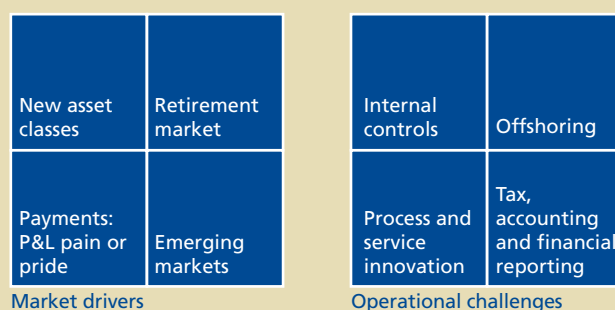 New asset
classes
Retirement
market
Payments:
P&L pain or
pride
Emerging
markets
Market drivers
Internal
controls
Offshoring
Process and
service
innovation
Tax,
accounting
and financial
reporting
Operational challenges